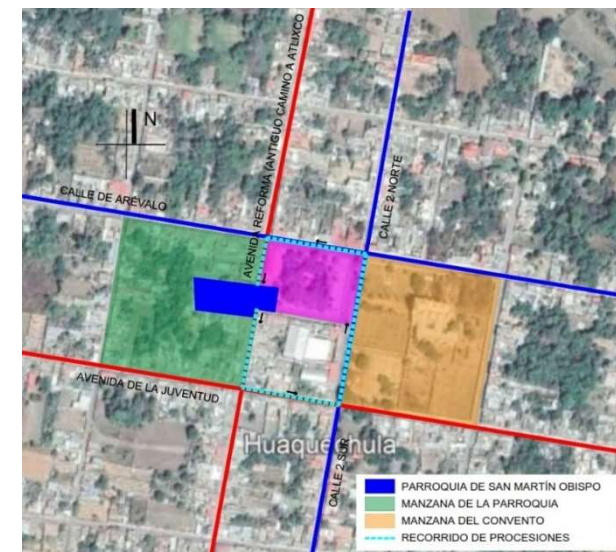 N
AVENIDA REFORMA (ANTIGUO CAMINO A ATLIXCO)
CALLE 2 NORTE
CALLE DE AREVALO
AVENIDA DE LA JUVENTUD
Huaquechula
CALLE 2 SUR
PARROQUIA DE SAN MARTÍN OBISPO
MANZANA DE LA PARROQUIA
MANZANA DEL CONVENTO
RECORRIDO DE PROCESIONES